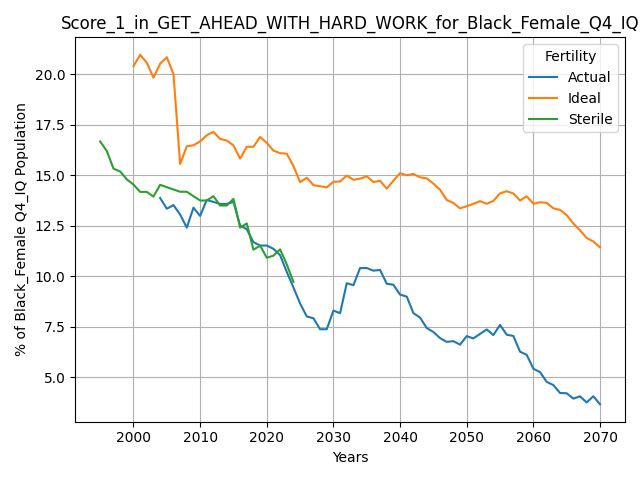 Score_1_in_GET_AHEAD_WITH_HARD_WORK_for_Black_Female_Q4_IQ
Fertility
Actual
Ideal
Sterile
% of Black_Female Q4_IQ Population
20.0
17.5
15.0
12.5
10.0
7.5
5.0
2000 2010 2020 2030 2040 2050 2060 2070
Years